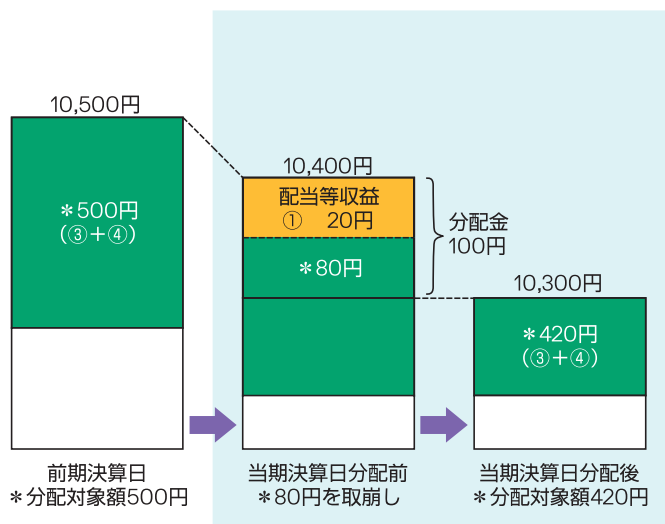 10,500円
＊500円
（③＋④）
前期決算日
＊分配対象額500円
10,400円
配当等収益
①　20円
＊80円
分配金
100円
当期決算日分配前
＊80円を取崩し
10,300円
＊420円
（③＋④）
当期決算日分配後
＊分配対象額420円